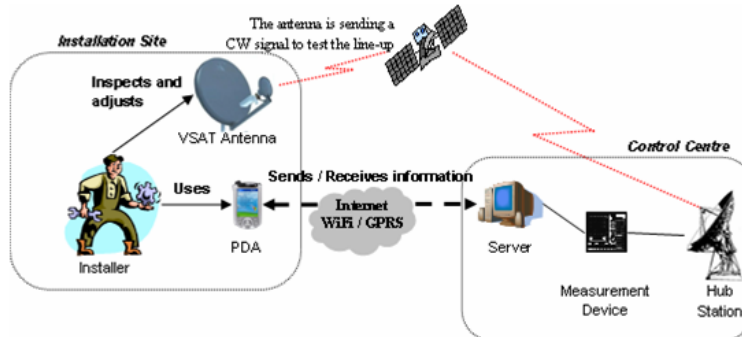 The antenna is sending a
CW signal to test the line-up
Installation Site
Inspects and
adjusts
VSAT Antenna
Control Centre
Sends / Receives information
Uses
Internet
WiFi / GPRS
Installer
PDA
Server
Measurement
Device
Hub
Station